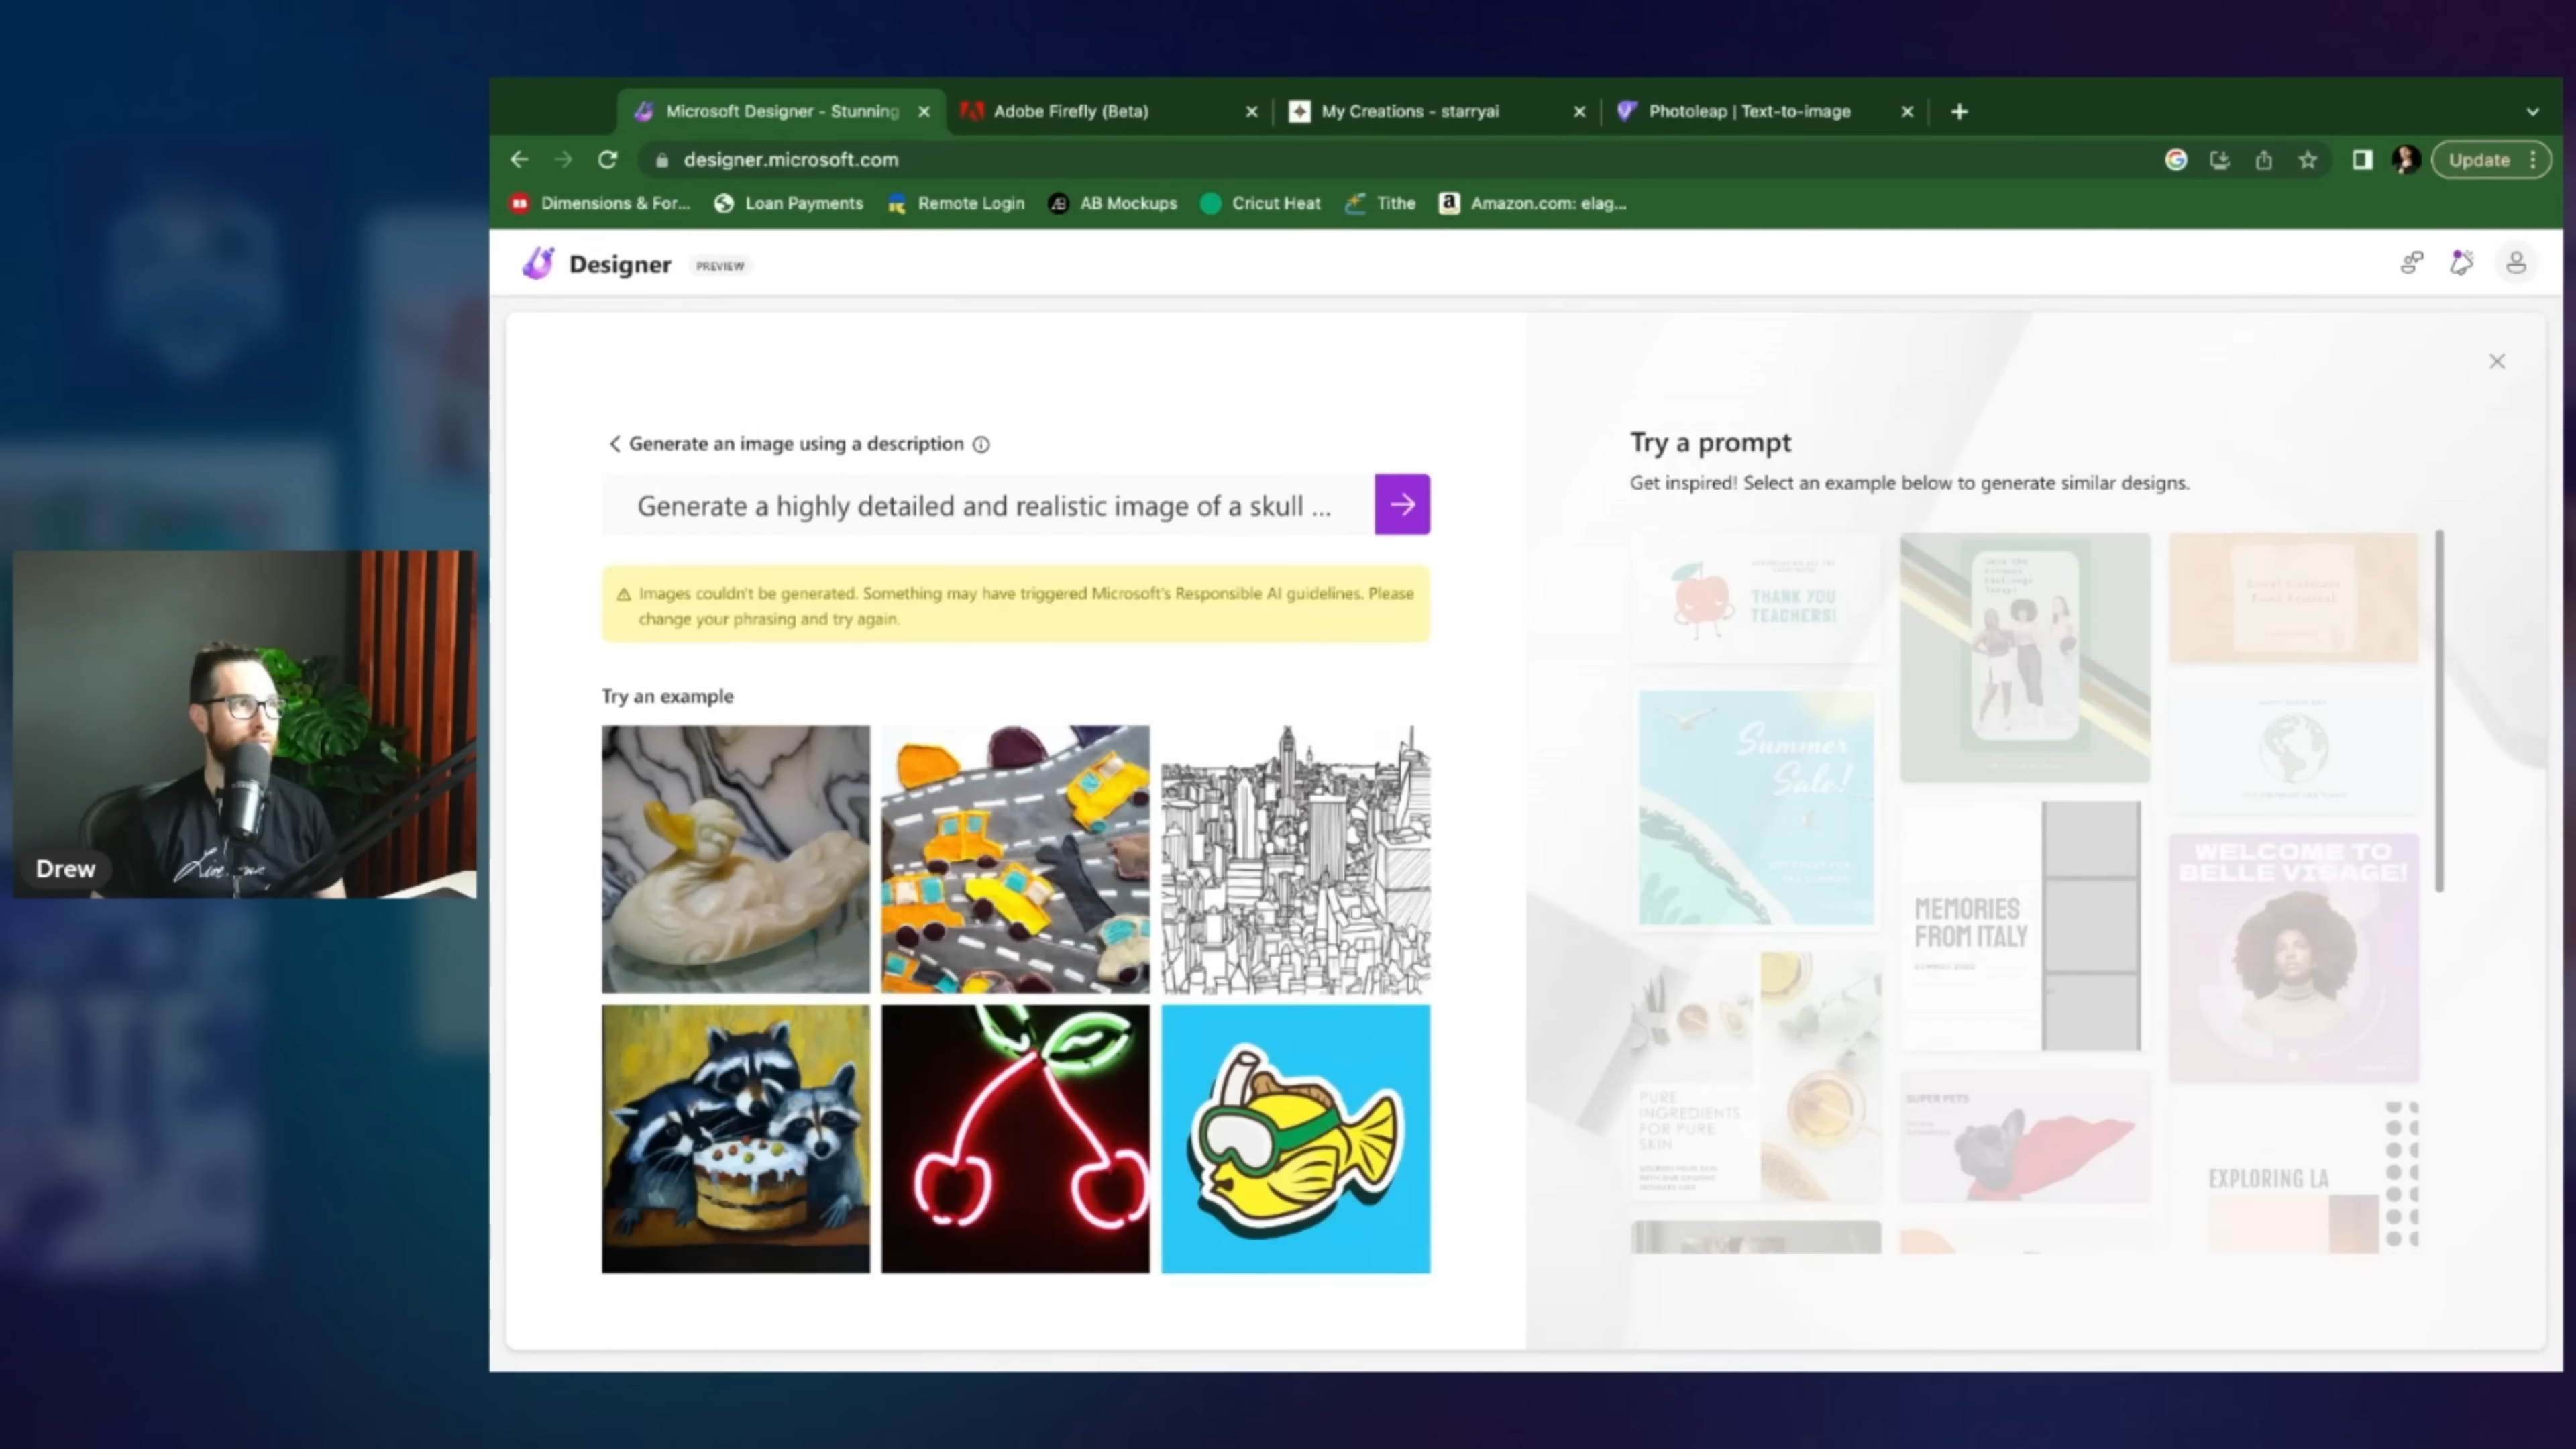 Microsoft Designer - Stunning
Adobe Firefly (Beta)
My Creations - starryai
Photoleap | Text-to-image
designer.microsoft.com
Update
Dimensions & For...
Loan Payments
Remote Login
AB Mockups
Cricut Heat
Tithe
Amazon.com: elag...
Designer
PREVIEW
Generate an image using a description
Generate a highly detailed and realistic image of a skull ...
Images couldn't be generated. Something may have triggered Microsoft's Responsible AI guidelines. Please
change your phrasing and try again.
Try an example
Try a prompt
Get inspired! Select an example below to generate similar designs.
THANK YOU
TEACHERS!
Summer
Sale!
MEMORIES
FROM ITALY
WELCOME TO
BELLE VISAGE!
PURE
INGREDIENTS
FOR PURE
SKIN
SUPER PETS
EXPLORING LA
Drew